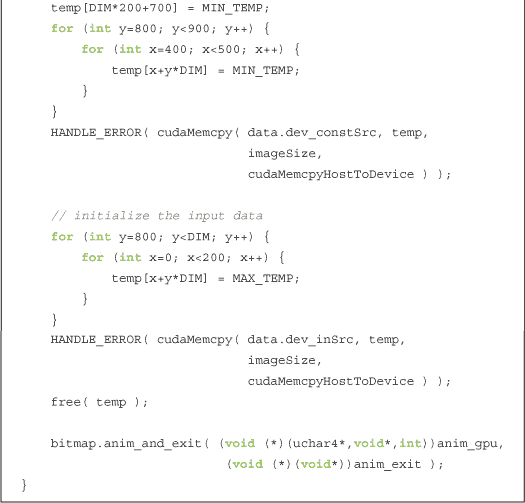 temp[DIM*200+700] = MIN_TEMP;
for (int y=800; y<900; y++) {
for (int x=400; x<500; x++) {
temp[x+y*DIM] = MIN_TEMP;
}
}
HANDLE_ERROR( cudaMemcpy( data.dev_constSrc, temp,
imageSize,
cudaMemcpyHostToDevice ) );
// initialize the input data
for (int y=800; y<DIM; y++) {
for (int x=0; x<200; x++) {
temp[x+y*DIM] = MAX_TEMP;
}
}
HANDLE_ERROR( cudaMemcpy( data.dev_inSrc, temp,
imageSize,
cudaMemcpyHostToDevice ) );
free( temp );
bitmap.anim_and_exit( (void (*)(uchar4*,void*,int))anim_gpu,
(void (*)(void*))anim_exit );
}